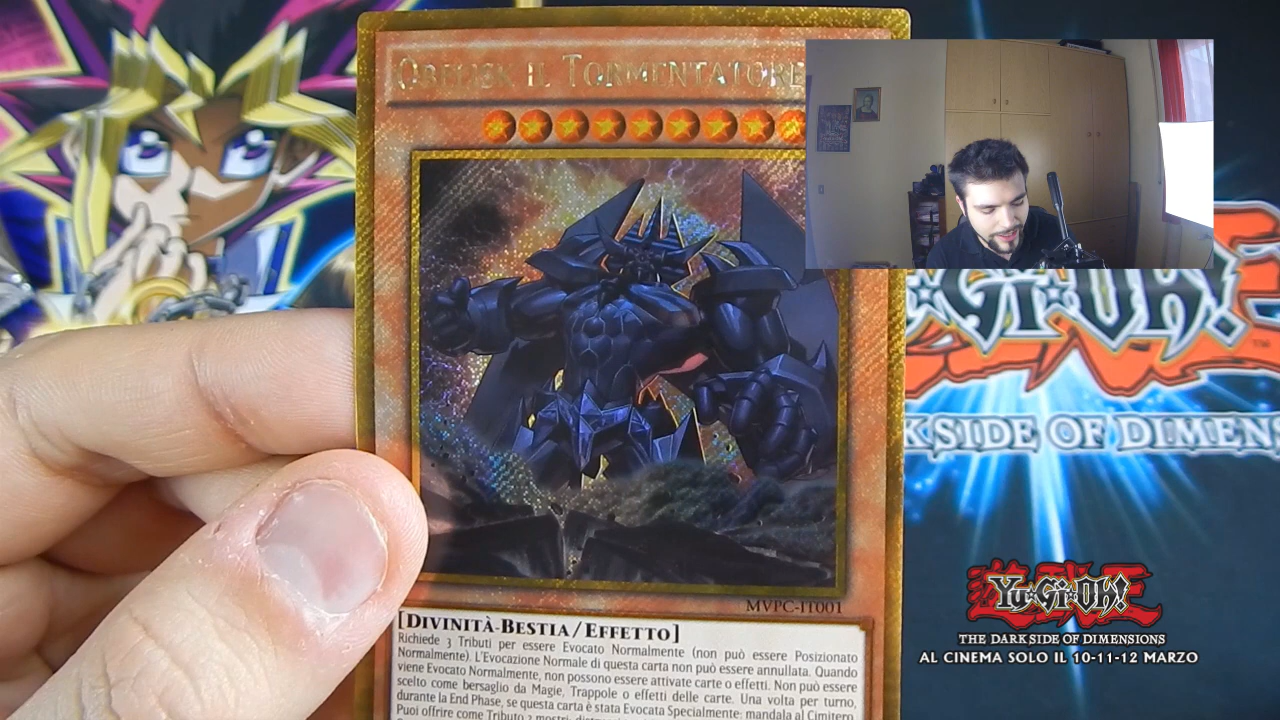 OBELISK IL TORMENTATORE
MVPC-IT001
[DIVINITÀ-BESTIA/EFFETTO]
Richiede 3 Tributi per essere Evocato Normalmente (non può essere Posizionato
Normalmente). L'Evocazione Normale di questa carta non può essere annullata. Quando
viene Evocato Normalmente, non possono essere attivate carte o effetti. Non può essere
scelto come bersaglio da Magie, Trappole o effetti delle carte. Una volta per turno,
durante la End Phase, se questa carta è stata Evocata Specialmente: mandala al Cimitero.
Puoi offrire come Tributo 2 mostri;
Yu-Gi-Oh!
K SIDE OF DIMENS
Yu-Gi-Oh!
THE DARK SIDE OF DIMENSIONS
AL CINEMA SOLO IL 10-11-12 MARZO